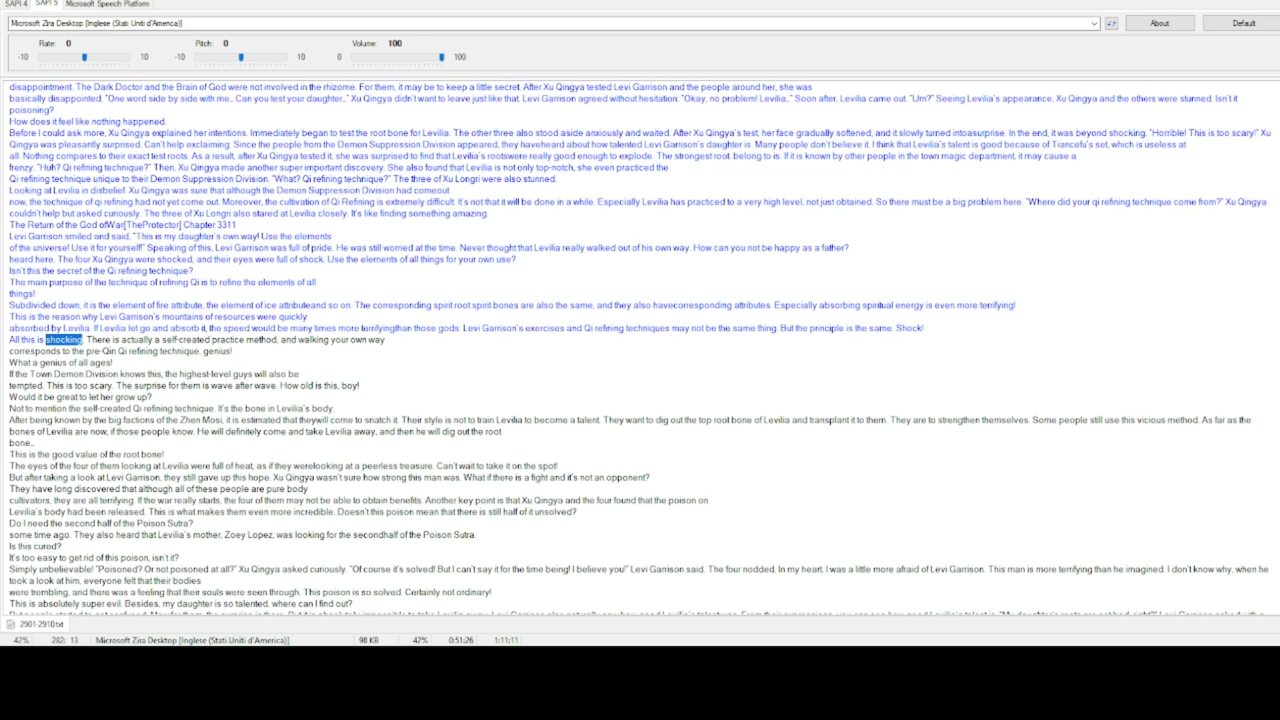 SAPI 4 SAPI 5 Microsoft Speech Platform
Microsoft Zira Desktop [Inglese (Stati Uniti d'America)] About Default
Rate: 0 Pitch: 0 Volume: 100
-10 10 -10 10 0 100
disappointment. The Dark Doctor and the Brain of God were not involved in the rhizome. For them, it may be to keep a little secret. After Xu Qingya tested Levi Garrison and the people around her, she was
basically disappointed. "One word side by side with me... Can you test your daughter..." Xu Qingya didn't want to leave just like that, Levi Garrison agreed without hesitation. "Okay, no problem! Levilia..." Soon after, Levilia came out. "Um?" Seeing Levilia's appearance, Xu Qingya and the others were stunned. Isn't it
poisoning?
How does it feel like nothing happened.
Before I could ask more, Xu Qingya explained her intentions. Immediately began to test the root bone for Levilia. The other three also stood aside anxiously and waited. After Xu Qingya's test, her face gradually softened, and it slowly turned intoasurprise. In the end, it was beyond shocking. "Horrible! This is too scary!" Xu
Qingya was pleasantly surprised. Can't help exclaiming. Since the people from the Demon Suppression Division appeared, they haveheard about how talented Levi Garrison's daughter is. Many people don't believe it. I think that Levilia's talent is good because of Tiancefu's set, which is useless at
all. Nothing compares to their exact test roots. As a result, after Xu Qingya tested it, she was surprised to find that Levilia's rootswere really good enough to explode. The strongest root. belong to is. If it is known by other people in the town magic department, it may cause a
frenzy. "Huh? Qi refining technique?" Then, Xu Qingya made another super important discovery. She also found that Levilia is not only top-notch, she even practiced the
Qi refining technique unique to their Demon Suppression Division. "What? Qi refining technique?" The three of Xu Longri were also stunned.
Looking at Levilia in disbelief. Xu Qingya was sure that although the Demon Suppression Division had comeout
now, the technique of qi refining had not yet come out. Moreover, the cultivation of Qi Refining is extremely difficult. It's not that it will be done in a while. Especially Levilia has practiced to a very high level, not just obtained. So there must be a big problem here. "Where did your qi refining technique come from?" Xu Qingya
couldn't help but asked curiously. The three of Xu Longri also stared at Levilia closely. It's like finding something amazing.
The Return of the God ofWar[TheProtector] Chapter 3311
Levi Garrison smiled and said, "This is my daughter's own way! Use the elements
of the universe! Use it for yourself!" Speaking of this, Levi Garrison was full of pride. He was still worried at the time. Never thought that Levilia really walked out of his own way. How can you not be happy as a father?
heard here. The four Xu Qingya were shocked, and their eyes were full of shock. Use the elements of all things for your own use?
Isn't this the secret of the Qi refining technique?
The main purpose of the technique of refining Qi is to refine the elements of all
things!
Subdivided down, it is the element of fire attribute, the element of ice attributeand so on. The corresponding spirit root spirit bones are also the same, and they also havecorresponding attributes. Especially absorbing spiritual energy is even more terrifying!
This is the reason why Levi Garrison's mountains of resources were quickly
absorbed by Levilia. If Levilia let go and absorb it, the speed would be many times more terrifyingthan those gods. Levi Garrison's exercises and Qi refining techniques may not be the same thing. But the principle is the same. Shock!
All this is shocking. There is actually a self-created practice method, and walking your own way
corresponds to the pre-Qin Qi refining technique. genius!
What a genius of all ages!
If the Town Demon Division knows this, the highest-level guys will also be
tempted. This is too scary. The surprise for them is wave after wave. How old is this, boy!
Would it be great to let her grow up?
Not to mention the self-created Qi refining technique. It's the bone in Levilia's body.
After being known by the big factions of the Zhen Mosi, it is estimated that theywill come to snatch it. Their style is not to train Levilia to become a talent. They want to dig out the top root bone of Levilia and transplant it to them. They are to strengthen themselves. Some people still use this vicious method. As far as the
bones of Levilia are now, if those people know. He will definitely come and take Levilia away, and then he will dig out the root
bone...
This is the good value of the root bone!
The eyes of the four of them looking at Levilia were full of heat, as if they werelooking at a peerless treasure. Can't wait to take it on the spot!
But after taking a look at Levi Garrison, they still gave up this hope. Xu Qingya wasn't sure how strong this man was. What if there is a fight and it's not an opponent?
They have long discovered that although all of these people are pure body
cultivators, they are all terrifying. If the war really starts, the four of them may not be able to obtain benefits. Another key point is that Xu Qingya and the four found that the poison on
Levilia's body had been released. This is what makes them even more incredible. Doesn't this poison mean that there is still half of it unsolved?
Do I need the second half of the Poison Sutra?
some time ago. They also heard that Levilia's mother, Zoey Lopez, was looking for the secondhalf of the Poison Sutra.
Is this cured?
It's too easy to get rid of this poison, isn't it?
Simply unbelievable! "Poisoned? Or not poisoned at all?" Xu Qingya asked curiously. "Of course it's solved! But I can't say it for the time being! I believe you!" Levi Garrison said. The four nodded. In my heart, I was a little more afraid of Levi Garrison. This man is more terrifying than he imagined. I don't know why, when he
took a look at him, everyone felt that their bodies
were trembling, and there was a feeling that their souls were seen through. This poison is so solved. Certainly not ordinary!
This is absolutely super evil. Besides, my daughter is so talented, where can I find out?
2901-2910.txt
42% 282: 13 Microsoft Zira Desktop [Inglese (Stati Uniti d'America)] 98 KB 42% 0:51:26 1:11:11